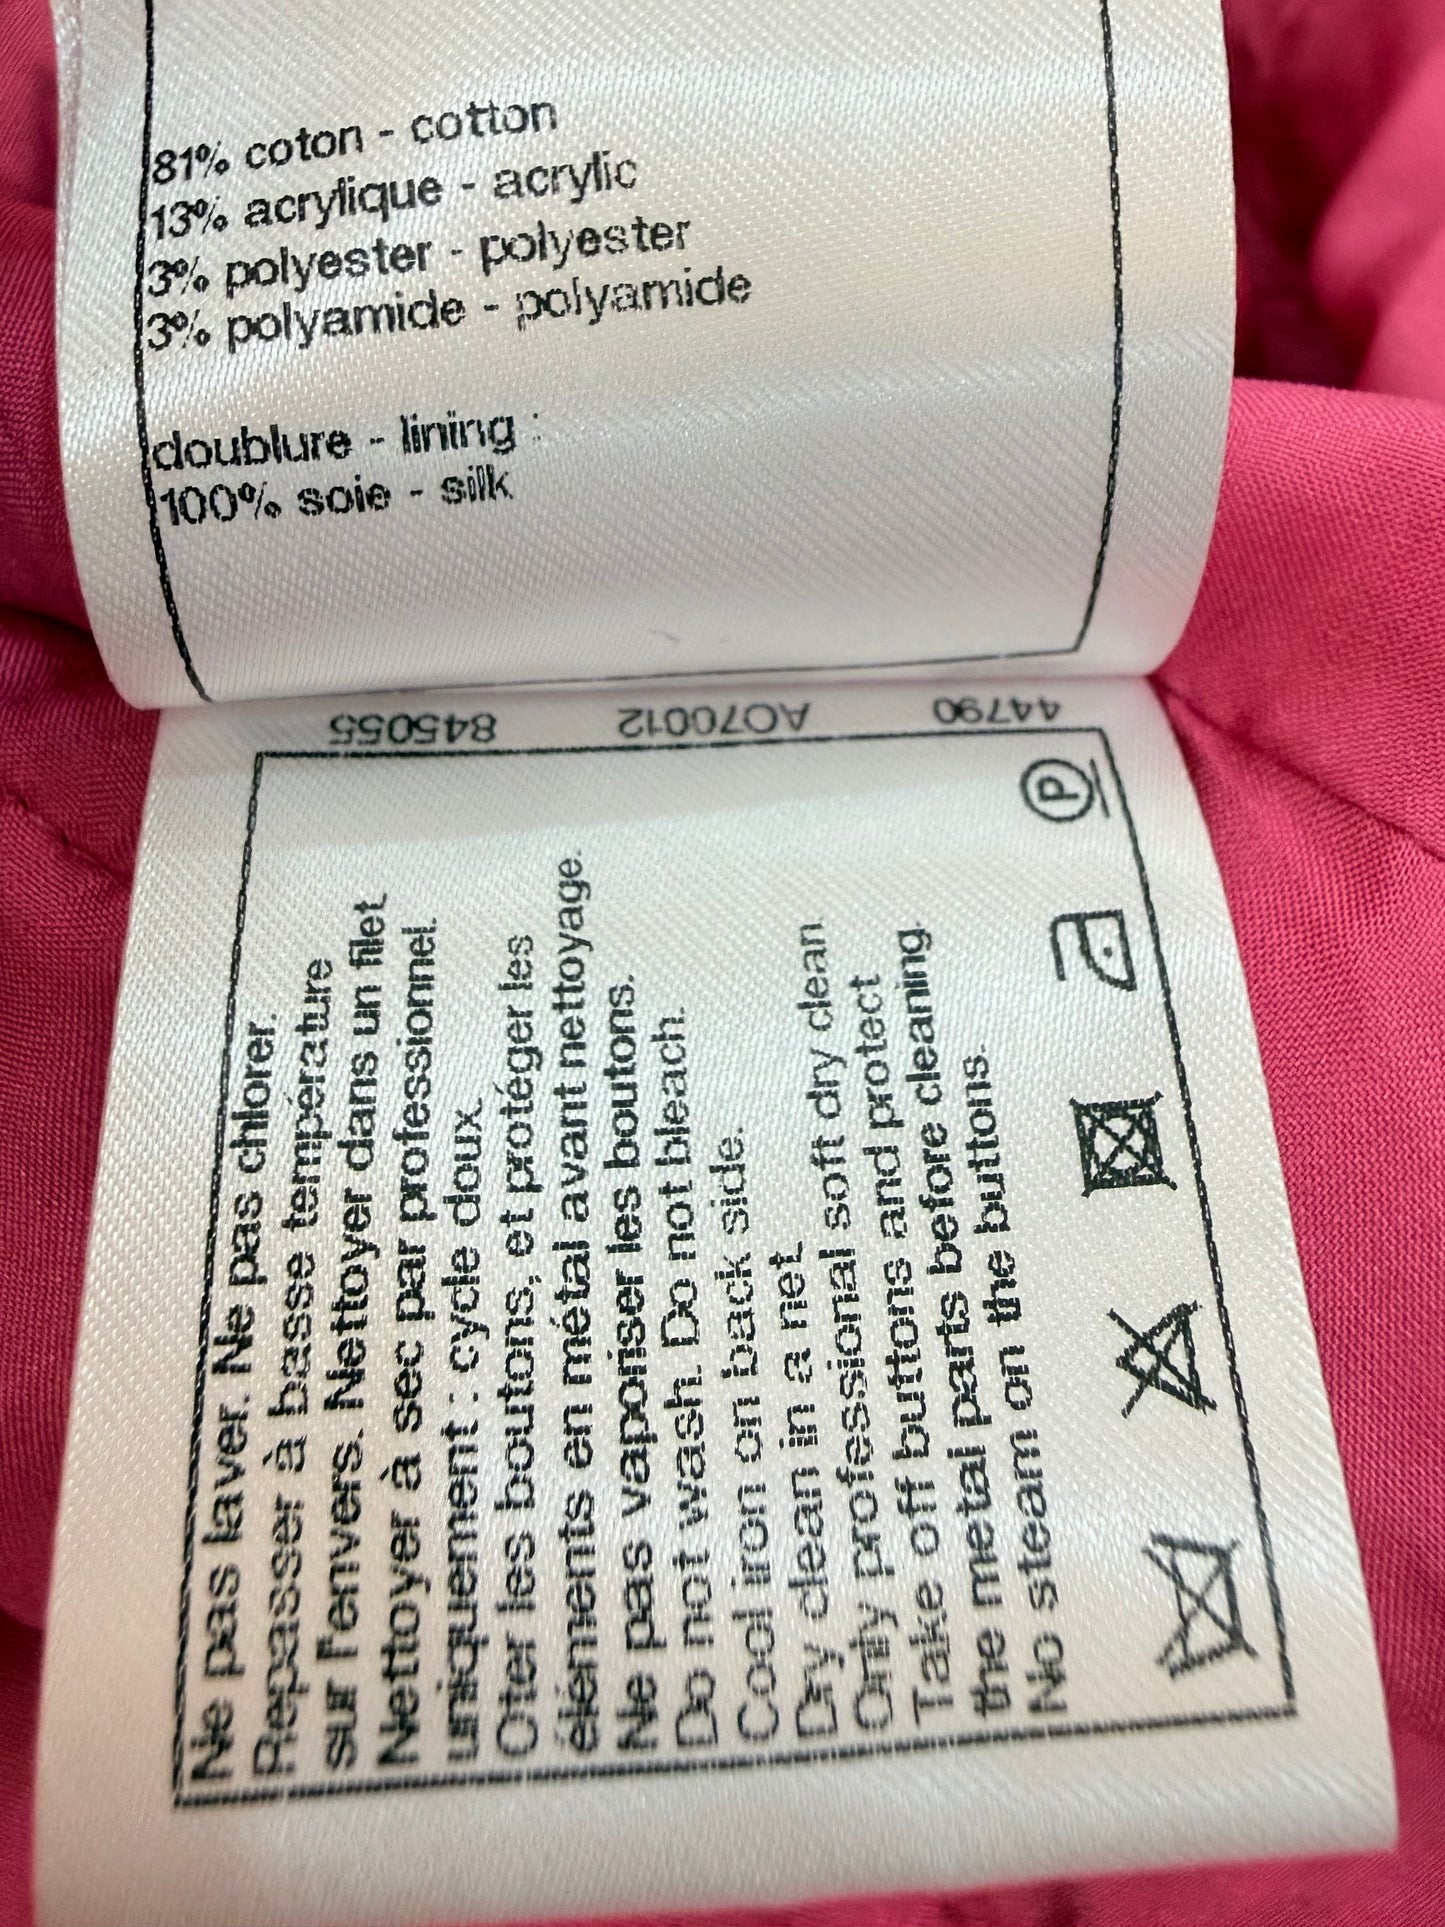 81% coton - cotton
13% acrylique - acrylic
3% polyester - polyester
3% polyamide - polyamide
doublure - lining :
100% soie - silk
44790 AO70012 845055
Ne pas laver. Ne pas chlorer.
Repasser à basse température
sur l'envers. Nettoyer dans un filet
Nettoyer à sec par professionnel.
uniquement : cycle doux.
Oter les boutons, et protéger les
éléments en métal avant nettoyage.
Ne pas vaporiser les boutons.
Do not wash. Do not bleach.
Cool iron on back side.
Dry clean in a net
Only professional soft dry clean
Take off buttons and protect
the metal parts before cleaning.
No steam on the buttons.
P